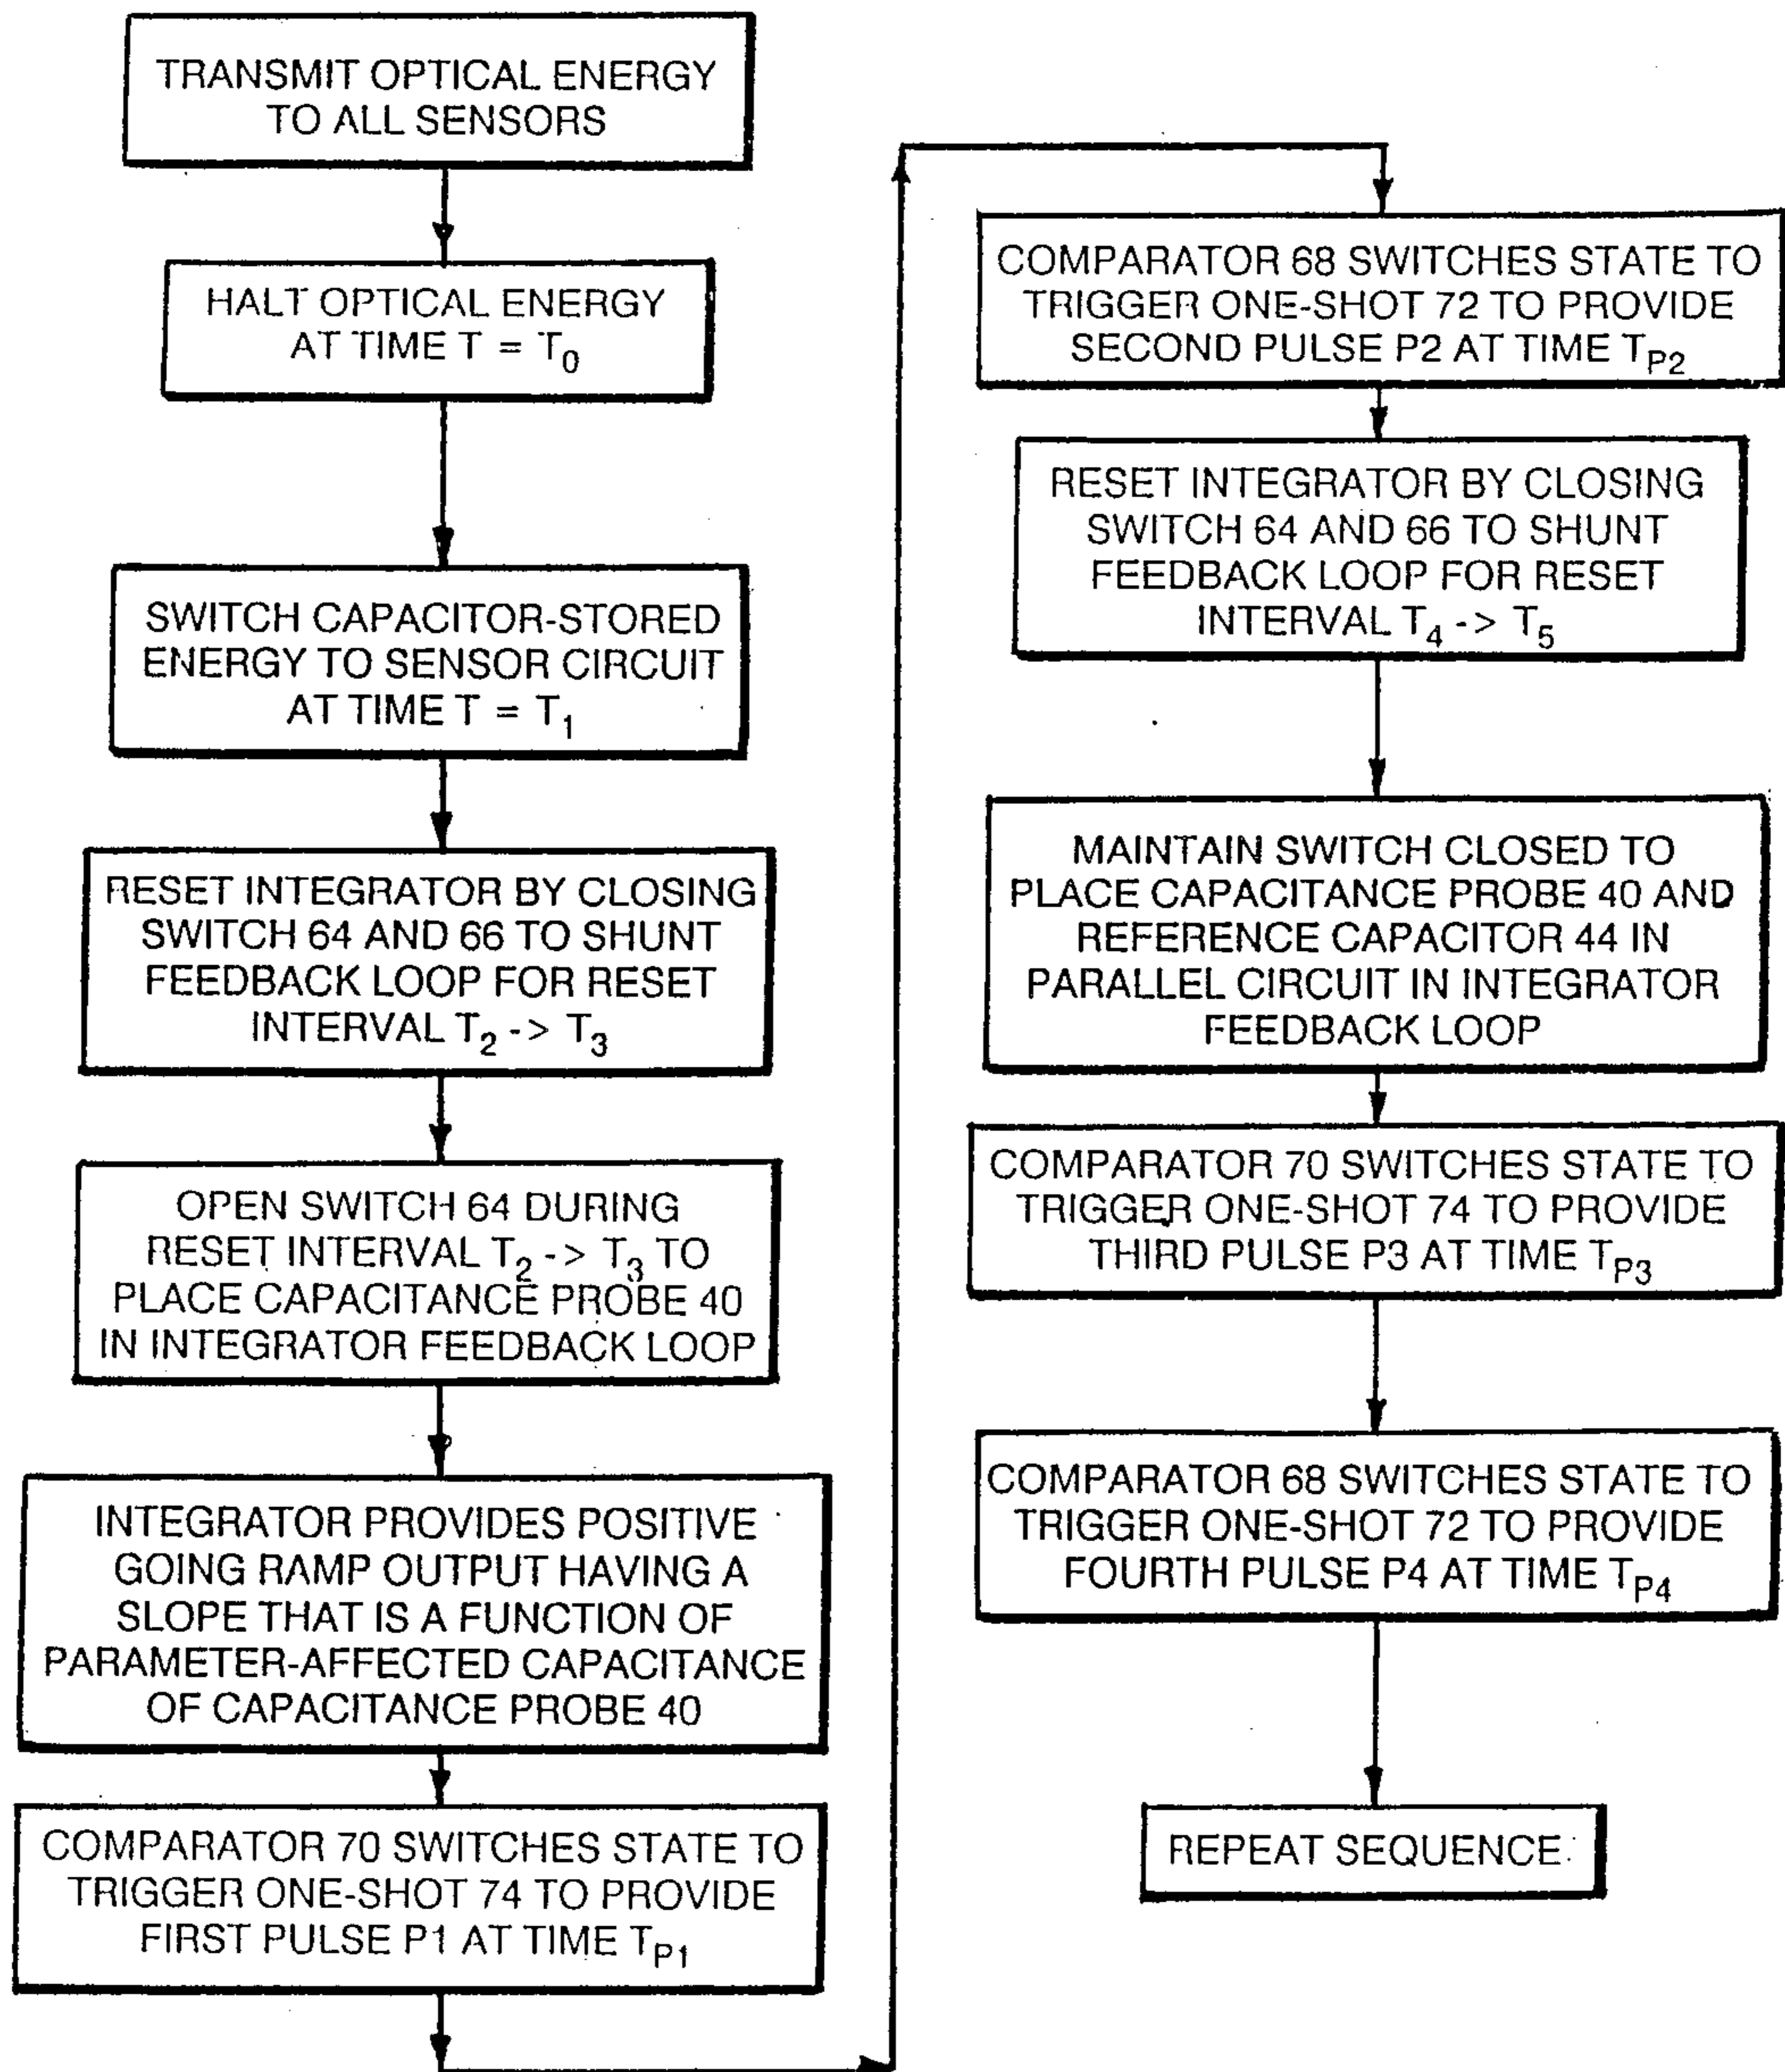 TRANSMIT OPTICAL ENERGY
TO ALL SENSORS
HALT OPTICAL ENERGY
AT TIME T = T0
SWITCH CAPACITOR-STORED
ENERGY TO SENSOR CIRCUIT
AT TIME T = T1
RESET INTEGRATOR BY CLOSING
SWITCH 64 AND 66 TO SHUNT
FEEDBACK LOOP FOR RESET
INTERVAL T2 -> T3
OPEN SWITCH 64 DURING
RESET INTERVAL T2 -> T3 TO
PLACE CAPACITANCE PROBE 40
IN INTEGRATOR FEEDBACK LOOP
INTEGRATOR PROVIDES POSITIVE
GOING RAMP OUTPUT HAVING A
SLOPE THAT IS A FUNCTION OF
PARAMETER-AFFECTED CAPACITANCE
OF CAPACITANCE PROBE 40
COMPARATOR 70 SWITCHES STATE TO
TRIGGER ONE-SHOT 74 TO PROVIDE
FIRST PULSE P1 AT TIME TP1
COMPARATOR 68 SWITCHES STATE TO
TRIGGER ONE-SHOT 72 TO PROVIDE
SECOND PULSE P2 AT TIME TP2
RESET INTEGRATOR BY CLOSING
SWITCH 64 AND 66 TO SHUNT
FEEDBACK LOOP FOR RESET
INTERVAL T4 -> T5
MAINTAIN SWITCH CLOSED TO
PLACE CAPACITANCE PROBE 40 AND
REFERENCE CAPACITOR 44 IN
PARALLEL CIRCUIT IN INTEGRATOR
FEEDBACK LOOP
COMPARATOR 70 SWITCHES STATE TO
TRIGGER ONE-SHOT 74 TO PROVIDE
THIRD PULSE P3 AT TIME TP3
COMPARATOR 68 SWITCHES STATE TO
TRIGGER ONE-SHOT 72 TO PROVIDE
FOURTH PULSE P4 AT TIME TP4
REPEAT SEQUENCE